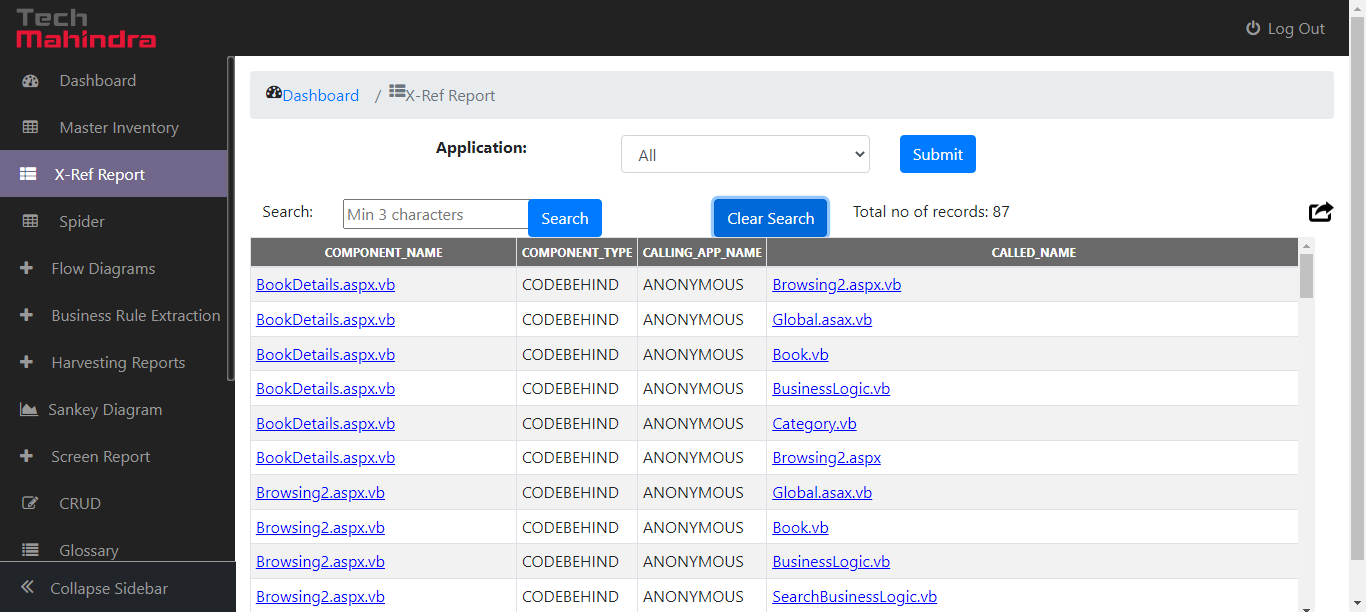 Tech
Mahindra
Log Out
Dashboard
Master Inventory
X-Ref Report
Spider
Flow Diagrams
Business Rule Extraction
Harvesting Reports
Sankey Diagram
Screen Report
CRUD
Glossary
Collapse Sidebar
Dashboard / X-Ref Report
Application: All Submit
Search: Min 3 characters Search Clear Search Total no of records: 87
COMPONENT_NAME COMPONENT_TYPE CALLING_APP_NAME CALLED_NAME
BookDetails.aspx.vb CODEBEHIND ANONYMOUS Browsing2.aspx.vb
BookDetails.aspx.vb CODEBEHIND ANONYMOUS Global.asax.vb
BookDetails.aspx.vb CODEBEHIND ANONYMOUS Book.vb
BookDetails.aspx.vb CODEBEHIND ANONYMOUS BusinessLogic.vb
BookDetails.aspx.vb CODEBEHIND ANONYMOUS Category.vb
BookDetails.aspx.vb CODEBEHIND ANONYMOUS Browsing2.aspx
Browsing2.aspx.vb CODEBEHIND ANONYMOUS Global.asax.vb
Browsing2.aspx.vb CODEBEHIND ANONYMOUS Book.vb
Browsing2.aspx.vb CODEBEHIND ANONYMOUS BusinessLogic.vb
Browsing2.aspx.vb CODEBEHIND ANONYMOUS SearchBusinessLogic.vb